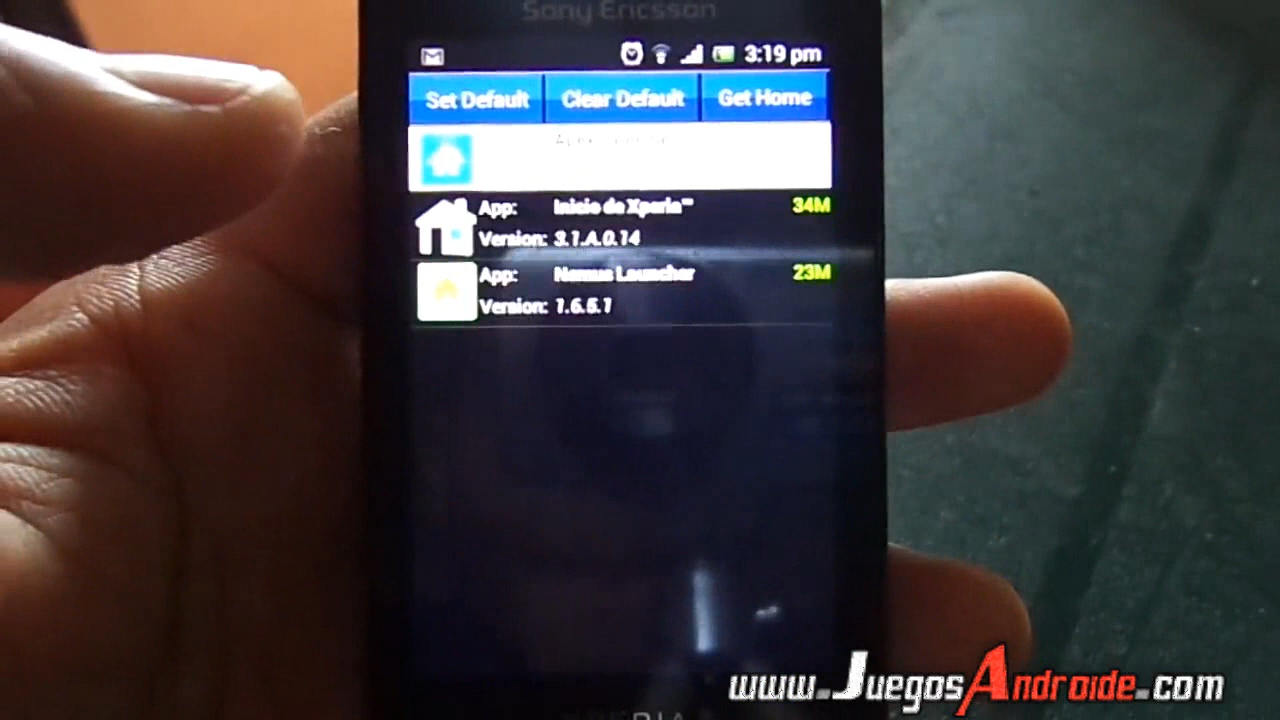 Sony Ericsson
3:19 pm
Set Default Clear Default Get Home
App: Inicio de Xperia™ 34M
Version: 3.1.A.0.14
App: Nemus Launcher 23M
Version: 1.6.5.1
www.JuegosAndroide.com